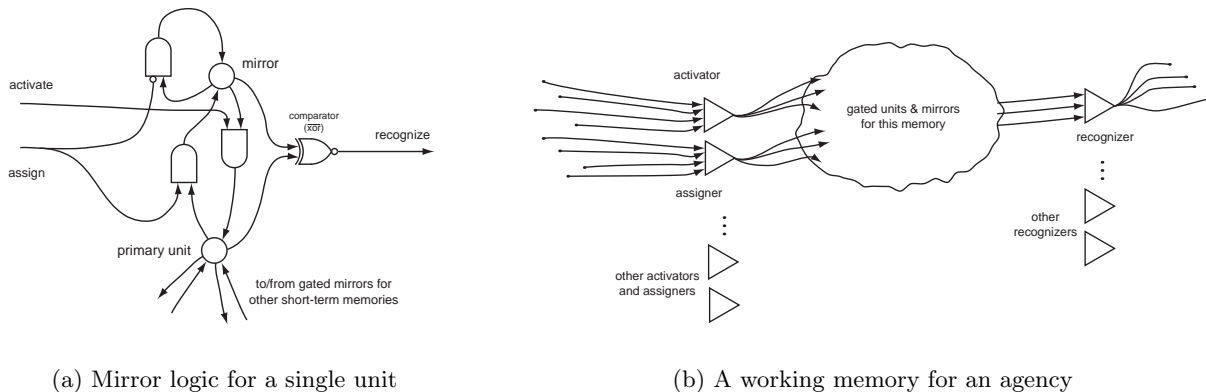 activate
assign
mirror
comparator
(xor)
recognize
primary unit
to/from gated mirrors for
other short-term memories
(a) Mirror logic for a single unit
activator
assigner
gated units & mirrors
for this memory
recognizer
other activators
and assigners
other
recognizers
(b) A working memory for an agency